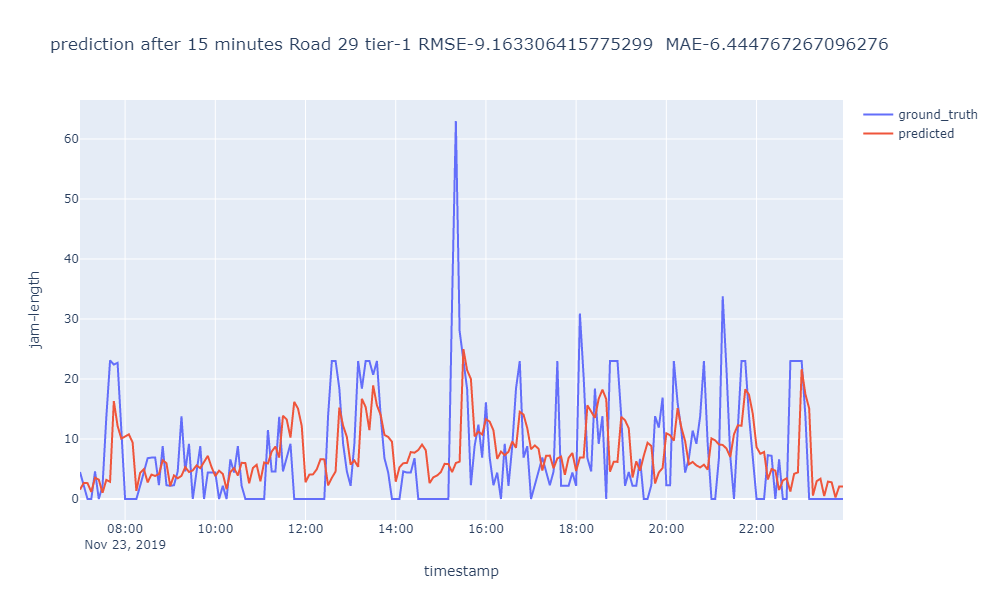 prediction after 15 minutes Road 29 tier-1 RMSE-9.163306415775299  MAE-6.444767267096276
ground_truth
predicted
60
50
40
30
20
10
0
jam-length
08:00 10:00 12:00 14:00 16:00 18:00 20:00 22:00
Nov 23, 2019
timestamp